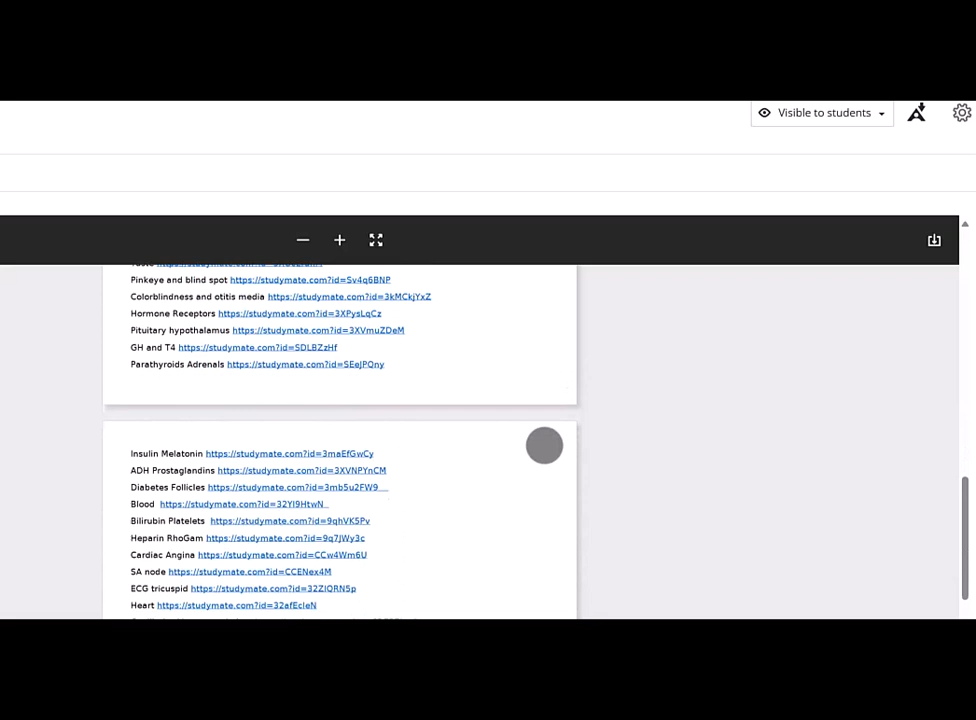 Visible to students
Pinkeye and blind spot https://studymate.com?id=Sv4q6BNP
Colorblindness and otitis media https://studymate.com?id=3kMCkjYxZ
Hormone Receptors https://studymate.com?id=3XPysLqCz
Pituitary hypothalamus https://studymate.com?id=3XVmuZDeM
GH and T4 https://studymate.com?id=SDLBZzHf
Parathyroids Adrenals https://studymate.com?id=SEeJPQny
Insulin Melatonin https://studymate.com?id=3maEfGwCy
ADH Prostaglandins https://studymate.com?id=3XVNPYnCM
Diabetes Follicles https://studymate.com?id=3mb5u2FW9
Blood https://studymate.com?id=32YI9HtwN
Bilirubin Platelets https://studymate.com?id=9qhVK5Pv
Heparin RhoGam https://studymate.com?id=9q7JWy3c
Cardiac Angina https://studymate.com?id=CCw4Wm6U
SA node https://studymate.com?id=CCENex4M
ECG tricuspid https://studymate.com?id=32ZIQRN5p
Heart https://studymate.com?id=32afEcIeN